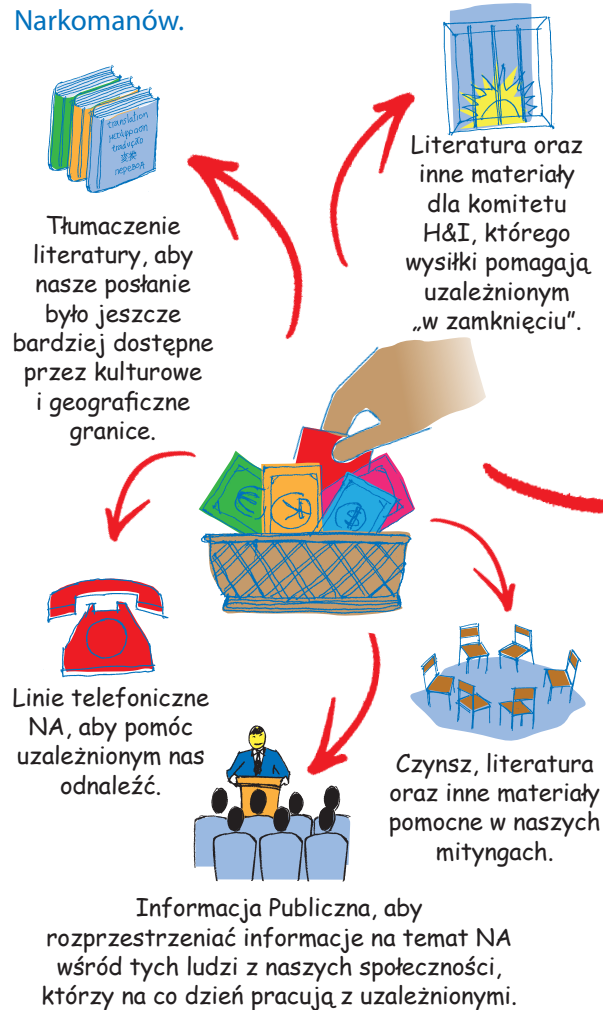 Narkomanów.
translation
tradução
перевод
Tłumaczenie
literatury, aby
nasze posłanie
było jeszcze
bardziej dostępne
przez kulturowe
i geograficzne
granice.
Literatura oraz
inne materiały
dla komitetu
H&I, którego
wysiłki pomagają
uzależnionym
„w zamknięciu”.
Linie telefoniczne
NA, aby pomóc
uzależnionym nas
odnaleźć.
Czynsz, literatura
oraz inne materiały
pomocne w naszych
mityngach.
Informacja Publiczna, aby
rozprzestrzeniać informacje na temat NA
wśród tych ludzi z naszych społeczności,
którzy na co dzień pracują z uzależnionymi.